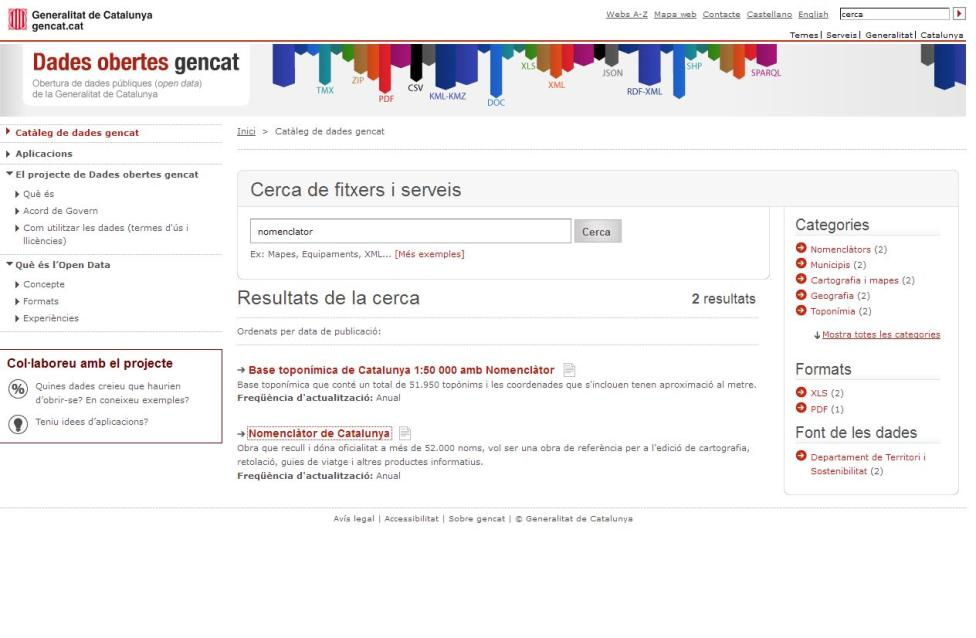 Generalitat de Catalunya
gencat.cat
Webs A-Z Mapa web Contacte Castellano English cerca
Temes| Serveis| Generalitat| Catalunya
Dades obertes gencat
Obertura de dades públiques (open data)
de la Generalitat de Catalunya
TMX
ZIP
PDF
CSV
KML-KMZ
DOC
XLS
XML
JSON
RDF-XML
SHP
SPARQL
Catàleg de dades gencat
Aplicacions
El projecte de Dades obertes gencat
Què és
Acord de Govern
Com utilitzar les dades (termes d'ús i
llicències)
Què és l'Open Data
Concepte
Formats
Experiències
Col·laboreu amb el projecte
Quines dades creieu que haurien
d'obrir-se? En coneixeu exemples?
Teniu idees d'aplicacions?
Inici > Catàleg de dades gencat
Cerca de fitxers i serveis
nomenclator Cerca
Ex: Mapes, Equipaments, XML... [Més exemples]
Resultats de la cerca 2 resultats
Ordenats per data de publicació:
Base toponímica de Catalunya 1:50 000 amb Nomenclàtor
Base toponímica que conté un total de 51.950 topònims i les coordenades que s'inclouen tenen aproximació al metre.
Freqüència d'actualització: Anual
Nomenclàtor de Catalunya
Obra que recull i dóna oficialitat a més de 52.000 noms, vol ser una obra de referència per a l'edició de cartografia,
retolació, guies de viatge i altres productes informatius.
Freqüència d'actualització: Anual
Categories
Nomenclàtors (2)
Municipis (2)
Cartografia i mapes (2)
Geografia (2)
Toponímia (2)
Mostra totes les categories
Formats
XLS (2)
PDF (1)
Font de les dades
Departament de Territori i
Sostenibilitat (2)
Avís legal | Accessibilitat | Sobre gencat | © Generalitat de Catalunya